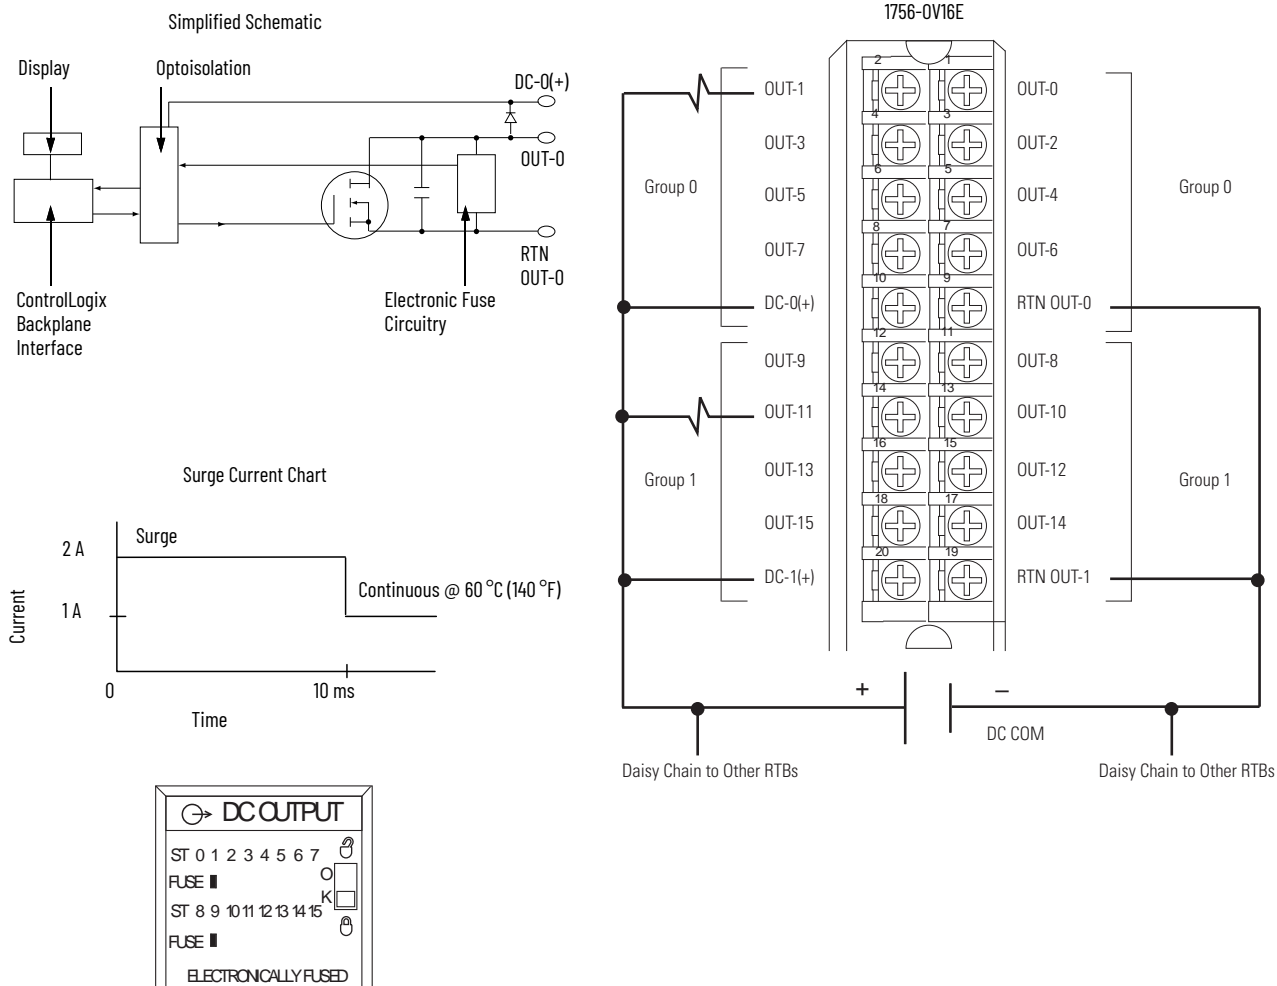 Simplified Schematic
Display
Optoisolation
DC-0(+)
OUT-0
RTN
OUT-0
ControlLogix
Backplane
Interface
Electronic Fuse
Circuitry
Surge Current Chart
Current
2 A
Surge
1 A
Continuous @ 60 °C (140 °F)
0
10 ms
Time
DC OUTPUT
ST 0 1 2 3 4 5 6 7
FUSE
O
K
ST 8 9 10 11 12 13 14 15
FUSE
ELECTRONICALLY FUSED
1756-OV16E
OUT-1 2 1 OUT-0
OUT-3 4 3 OUT-2
Group 0
Group 0
OUT-5 6 5 OUT-4
OUT-7 8 7 OUT-6
DC-0(+) 10 9 RTN OUT-0
OUT-9 12 11 OUT-8
OUT-11 14 13 OUT-10
OUT-13 16 15 OUT-12
Group 1
Group 1
OUT-15 18 17 OUT-14
DC-1(+) 20 19 RTN OUT-1
+
–
DC COM
Daisy Chain to Other RTBs
Daisy Chain to Other RTBs